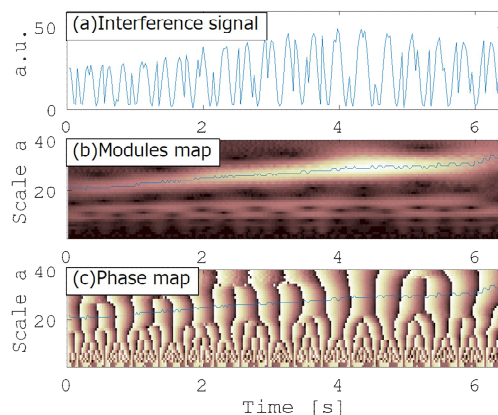 (a)Interference signal
a.u.
50
0
0 2 4 6
(b)Modules map
Scale a
40
20
0 2 4 6
(c)Phase map
Scale a
40
20
0 2 4 6
Time [s]